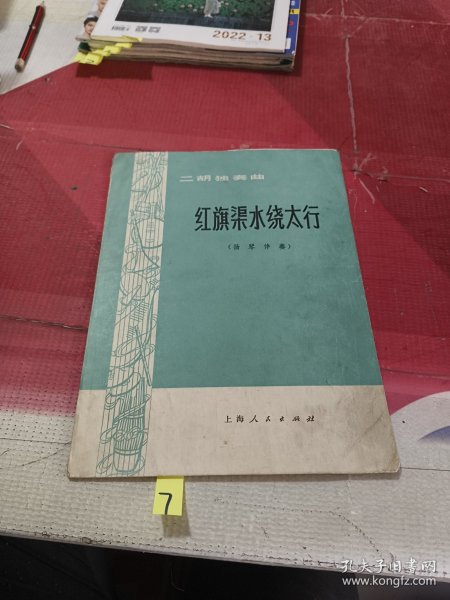 2022-13
二胡独奏曲
红旗渠水绕太行
(扬琴伴奏)
上海人民出版社
7
孔夫子旧书网
www.kongfz.com